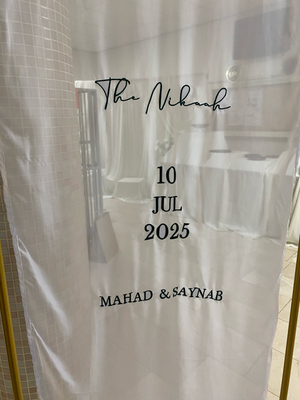 The Nikaah
10
JUL
2025
MAHAD & SAYNAB